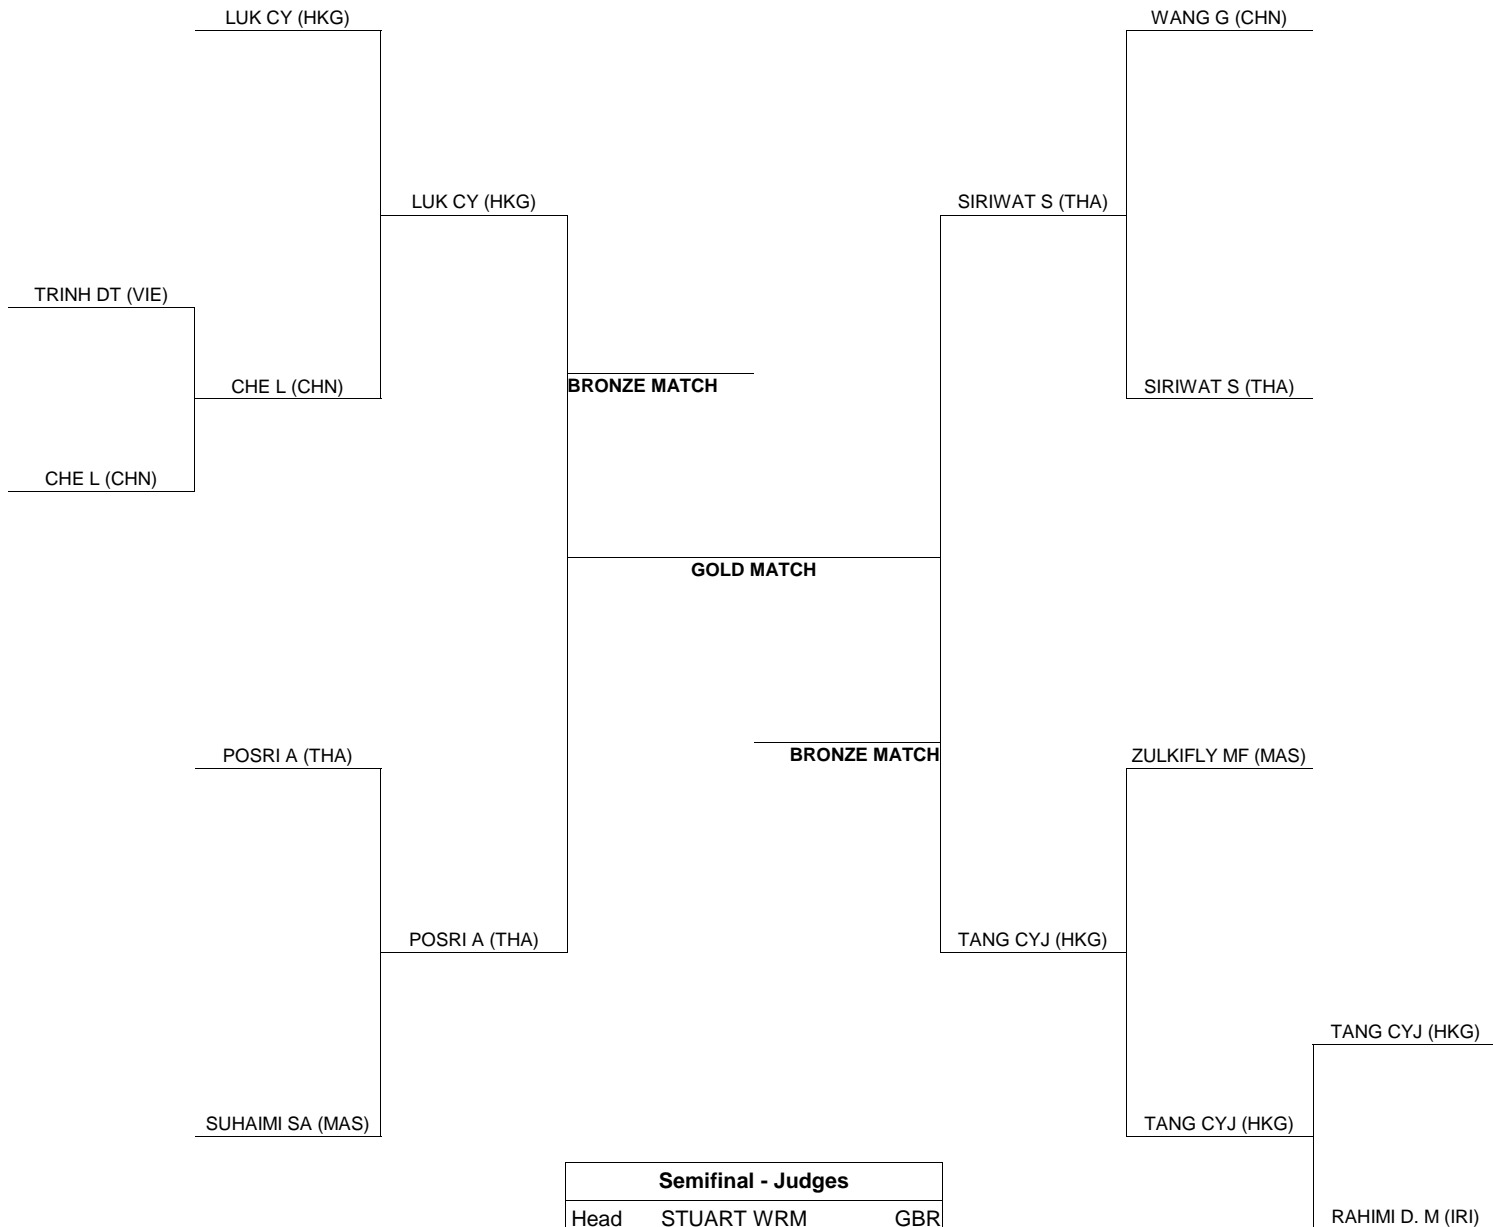 LUK CY (HKG)
WANG G (CHN)
LUK CY (HKG)
SIRIWAT S (THA)
TRINH DT (VIE)
CHE L (CHN)
BRONZE MATCH
SIRIWAT S (THA)
CHE L (CHN)
GOLD MATCH
POSRI A (THA)
BRONZE MATCH
ZULKIFLY MF (MAS)
POSRI A (THA)
TANG CYJ (HKG)
TANG CYJ (HKG)
SUHAIMI SA (MAS)
TANG CYJ (HKG)
Semifinal - Judges
Head STUART WRM GBR
RAHIMI D. M (IRI)